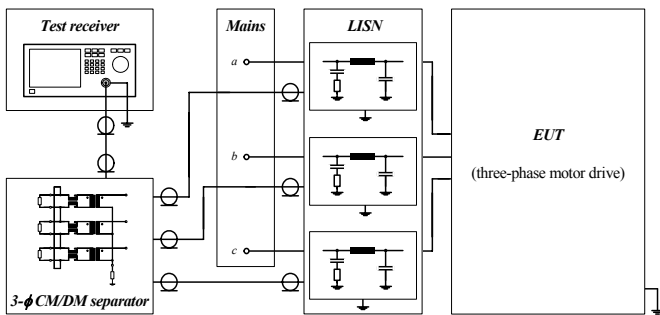 Test receiver
Mains
LISN
a
b
c
EUT
(three-phase motor drive)
3-ϕ CM/DM separator